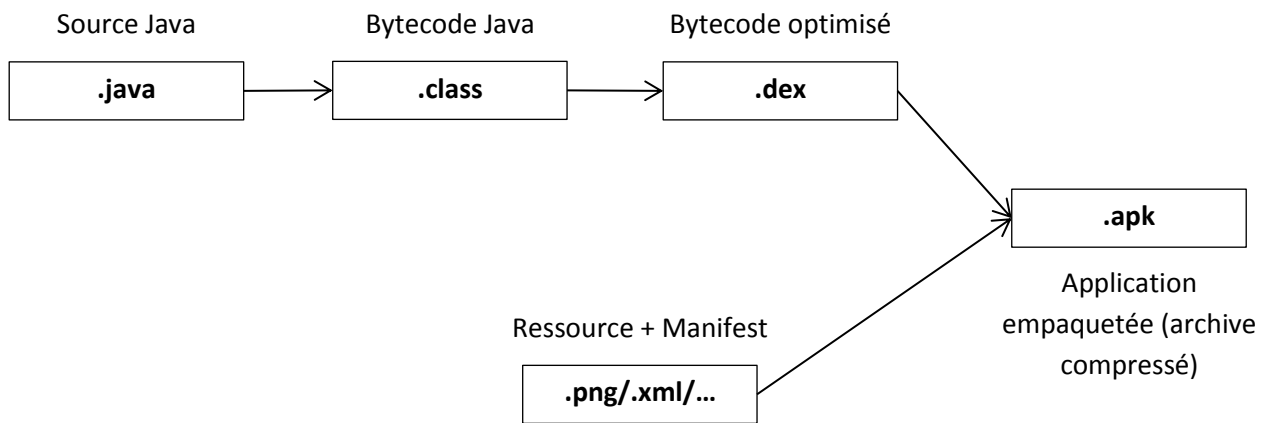 Source Java
Bytecode Java
Bytecode optimisé
.java
.class
.dex
.apk
Application
empaquetée (archive
compressé)
Ressource + Manifest
.png/.xml/…